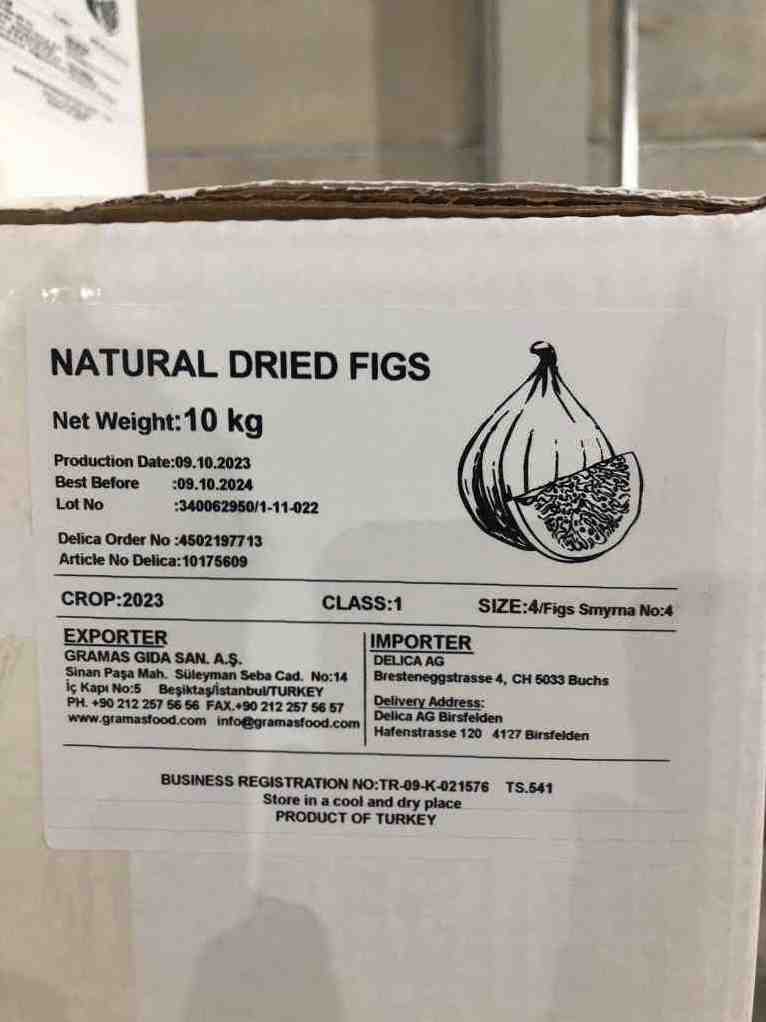 NATURAL DRIED FIGS
Net Weight:10 kg
Production Date:09.10.2023
Best Before :09.10.2024
Lot No :340062950/1-11-022
Delica Order No :4502197713
Article No Delica:10175609
CROP:2023 CLASS:1 SIZE:4/Figs Smyrna No:4
EXPORTER
GRAMAS GIDA SAN. A.Ş.
Sinan Paşa Mah. Süleyman Seba Cad. No:14
İç Kapı No:5 Beşiktaş/İstanbul/TURKEY
PH. +90 212 257 56 56 FAX.+90 212 257 56 57
www.gramasfood.com info@gramasfood.com
IMPORTER
DELICA AG
Bresteneggstrasse 4, CH 5033 Buchs
Delivery Address:
Delica AG Birsfelden
Hafenstrasse 120 4127 Birsfelden
BUSINESS REGISTRATION NO:TR-09-K-021576 TS.541
Store in a cool and dry place
PRODUCT OF TURKEY